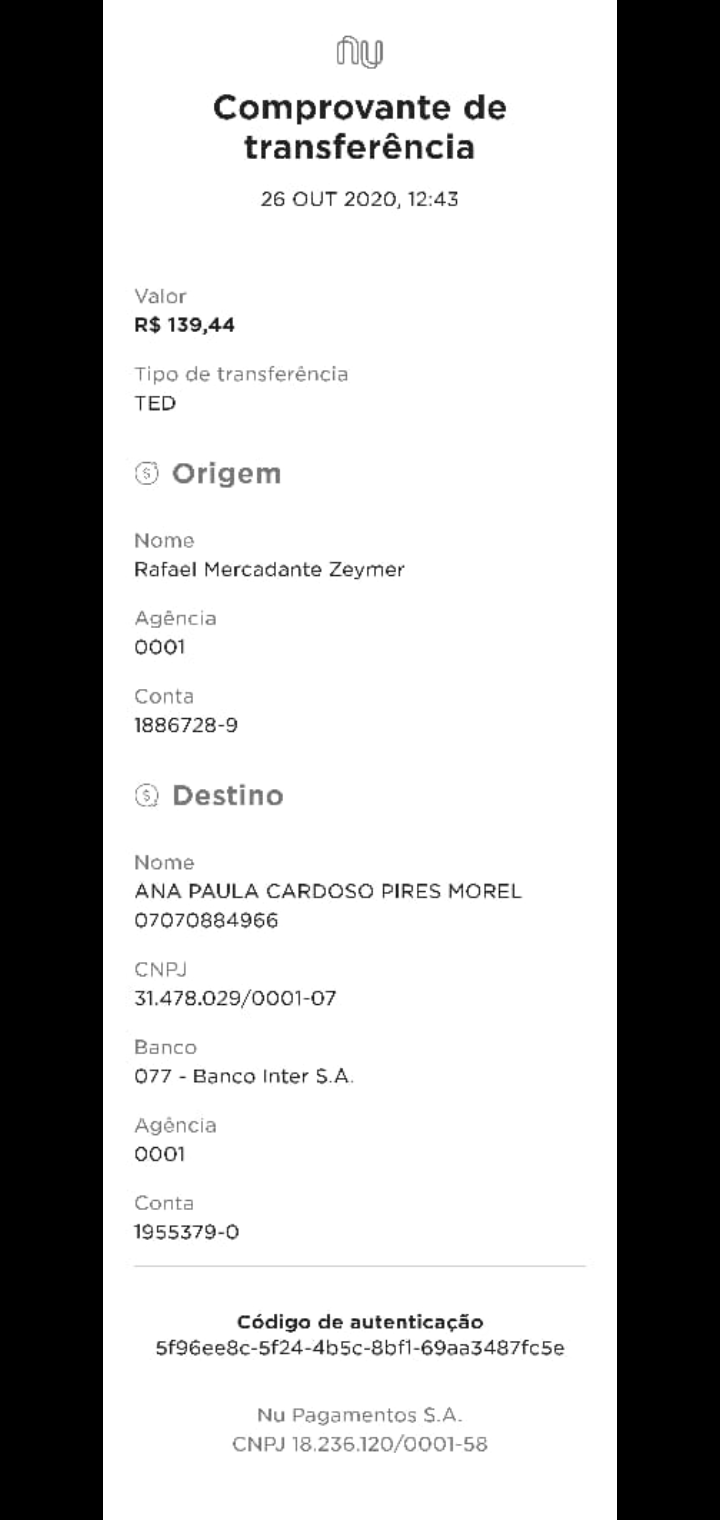 nu
Comprovante de
transferência
26 OUT 2020, 12:43
Valor
R$ 139,44
Tipo de transferência
TED
Origem
Nome
Rafael Mercadante Zeymer
Agência
0001
Conta
1886728-9
Destino
Nome
ANA PAULA CARDOSO PIRES MOREL
07070884966
CNPJ
31.478.029/0001-07
Banco
077 - Banco Inter S.A.
Agência
0001
Conta
1955379-0
Código de autenticação
5f96ee8c-5f24-4b5c-8bf1-69aa3487fc5e
Nu Pagamentos S.A.
CNPJ 18.236.120/0001-58